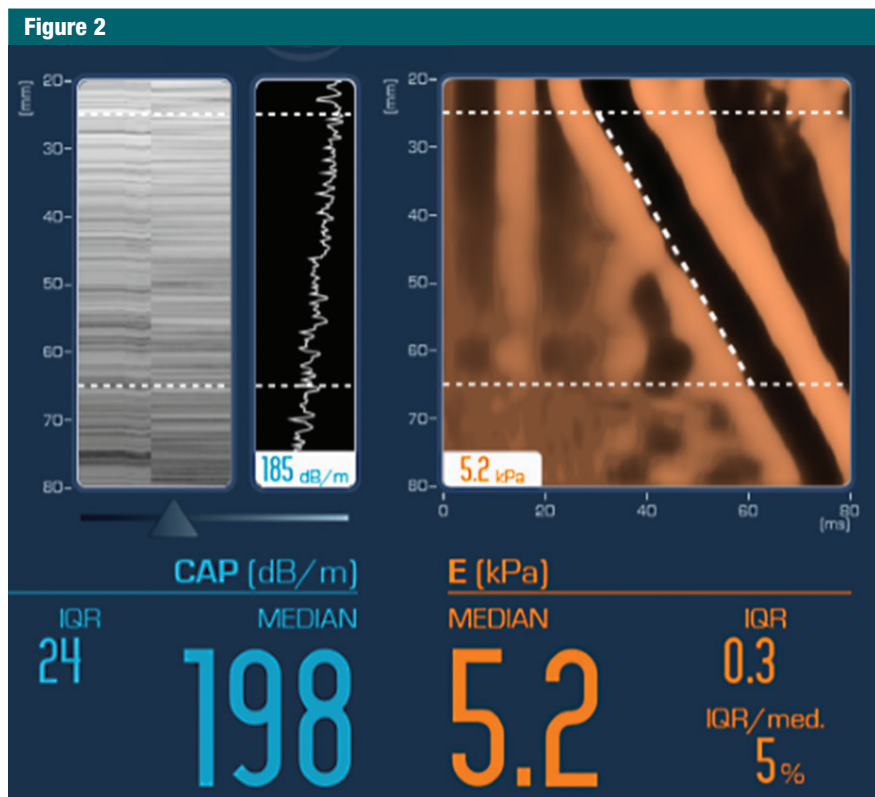 Figure 2
[mm]
20
30
40
50
60
70
80
185 dB/m
[mm]
20
30
40
50
60
70
80
5.2 kPa
0 20 40 60 80
[ms]
CAP (dB/m)
IQR MEDIAN
24 198
E (kPa)
MEDIAN IQR
5.2 0.3
IQR/med.
5%